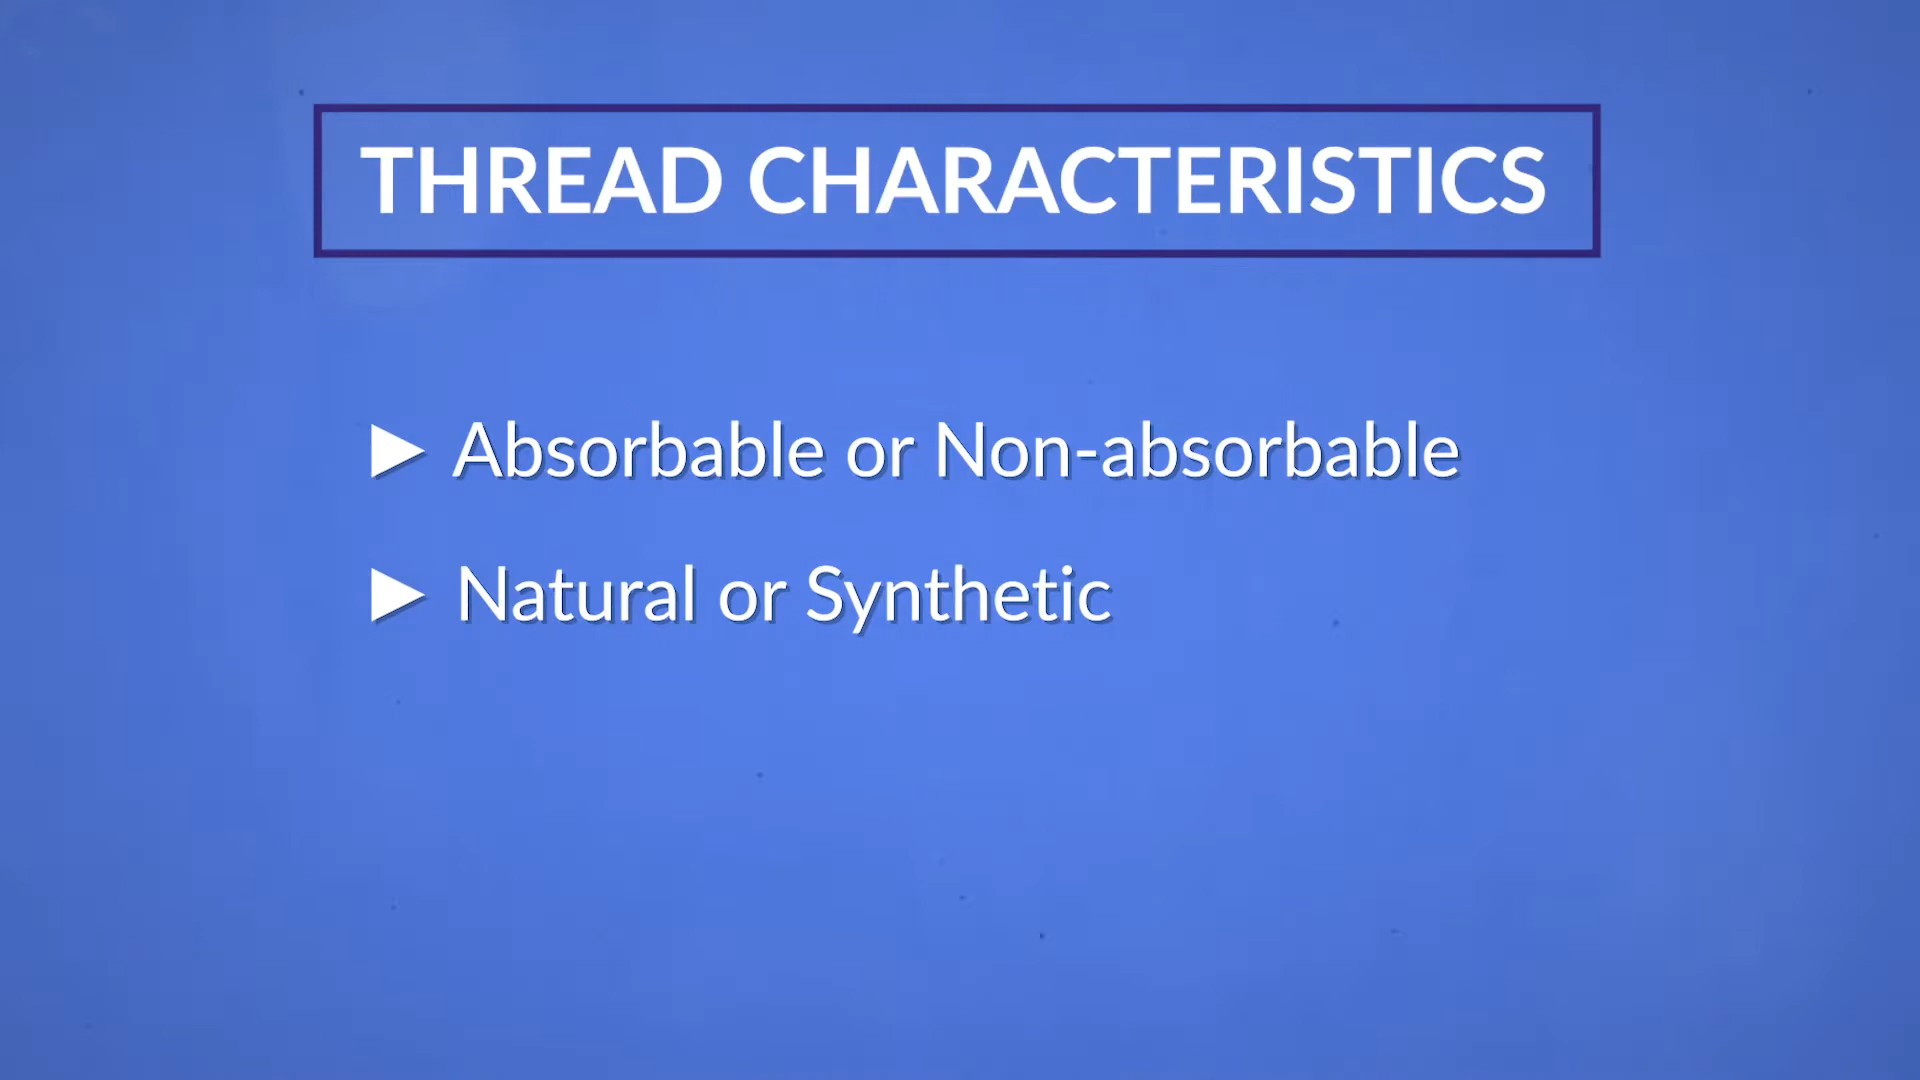 THREAD CHARACTERISTICS
► Absorbable or Non-absorbable
► Natural or Synthetic